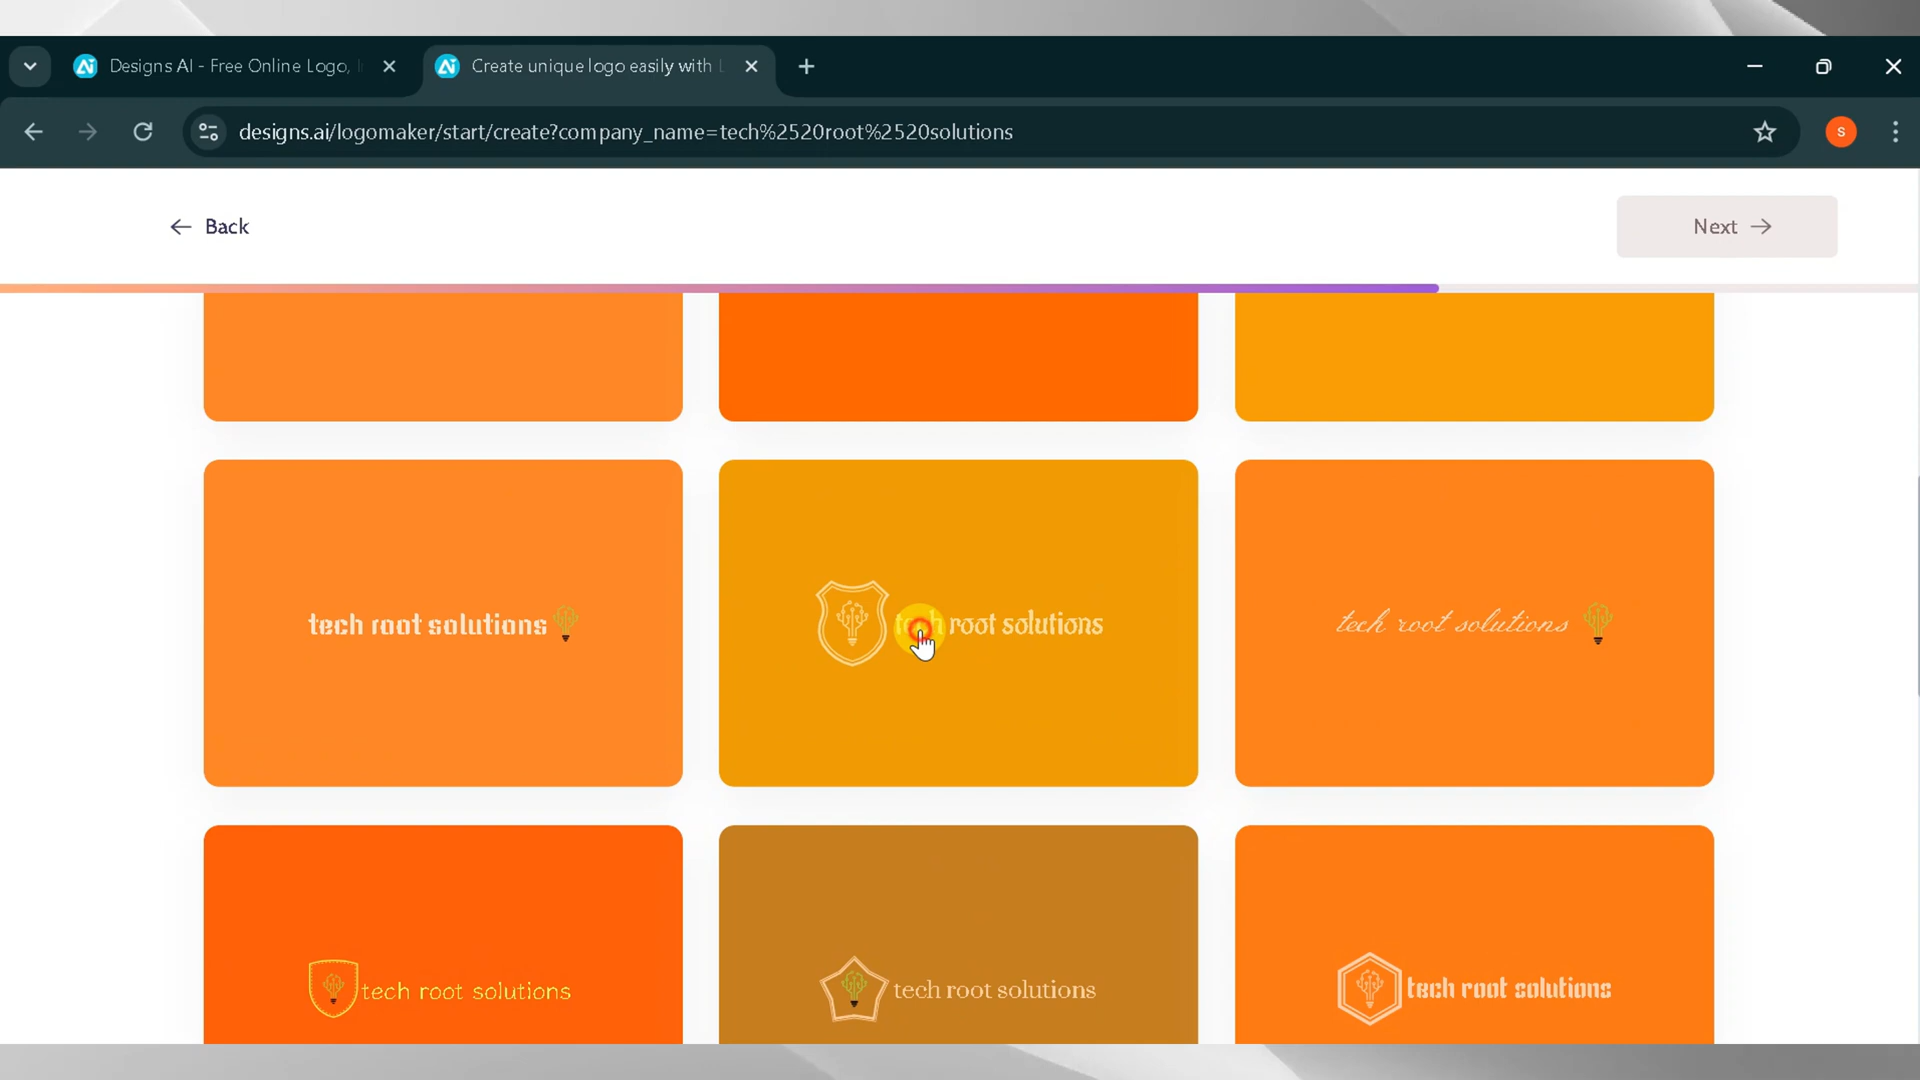 Designs AI - Free Online Logo,
Create unique logo easily with
designs.ai/logomaker/start/create?company_name=tech%2520root%2520solutions
S
Back
Next
tech root solutions
tech root solutions
tech root solutions
tech root solutions
tech root solutions
tech root solutions